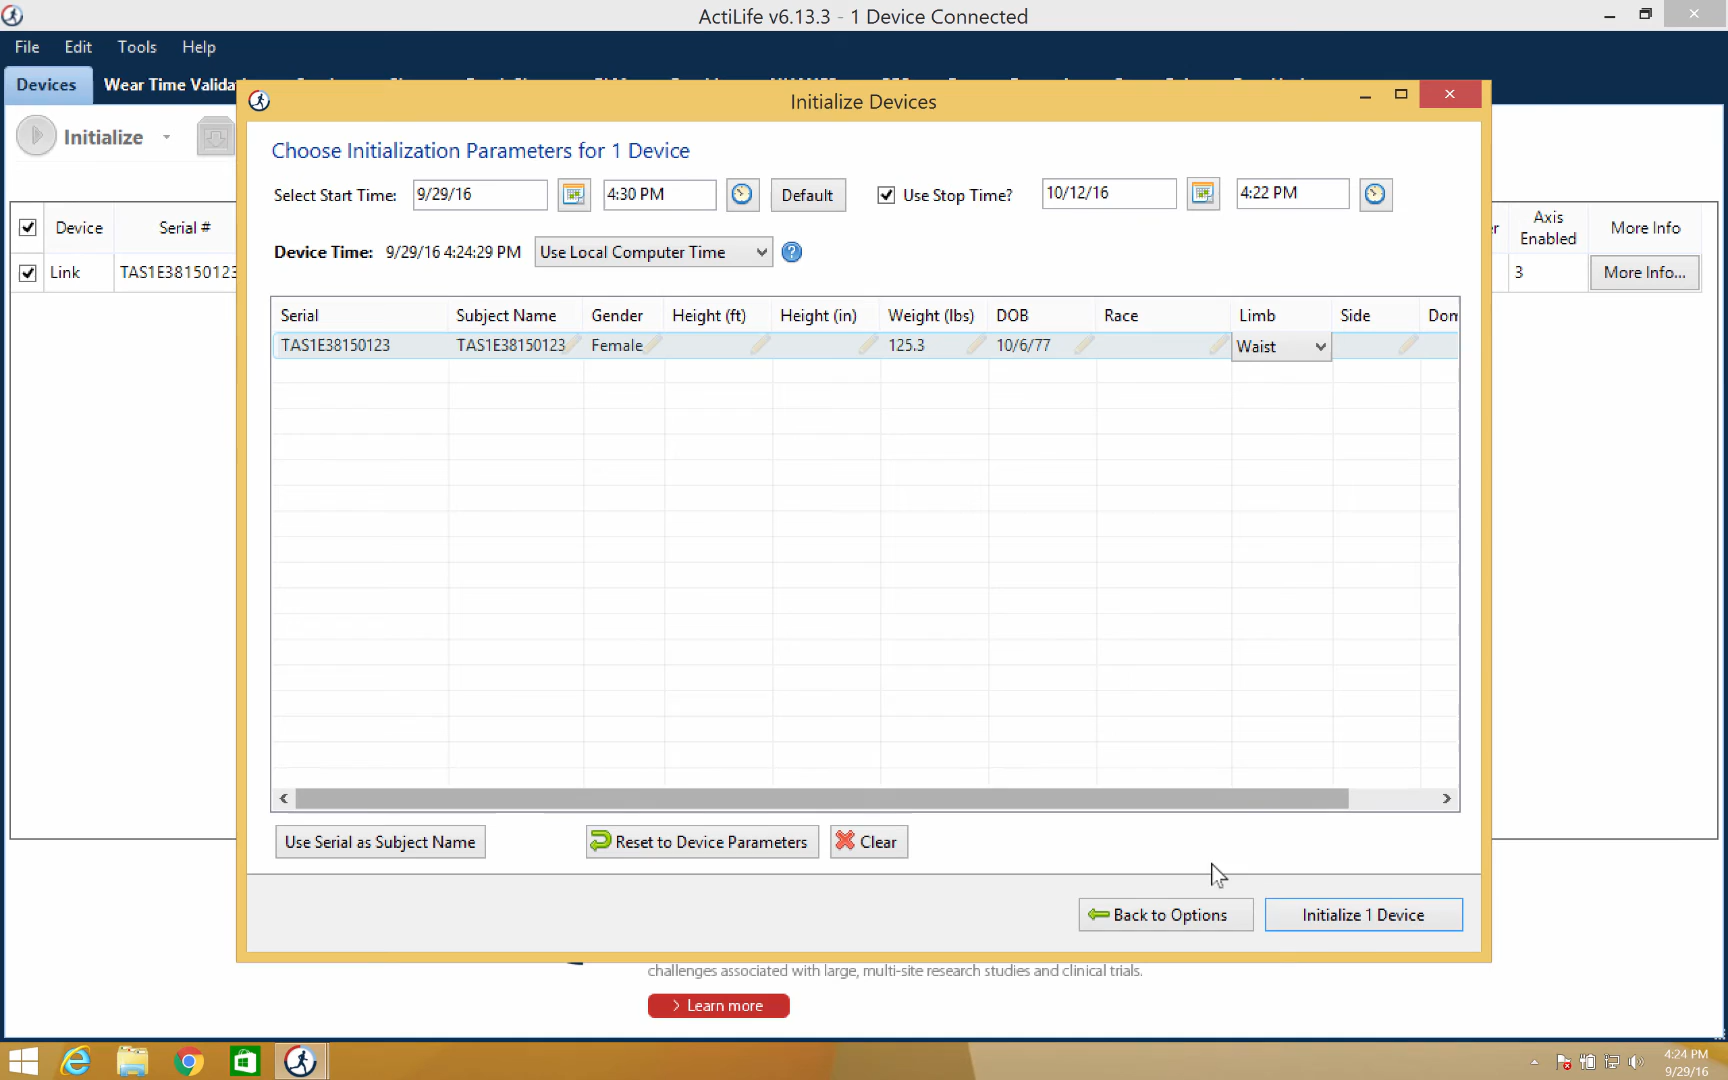 ActiLife v6.13.3 - 1 Device Connected
File Edit Tools Help
Devices Wear Time Valida
Initialize Devices
Initialize
Choose Initialization Parameters for 1 Device
Select Start Time: 9/29/16 4:30 PM Default Use Stop Time? 10/12/16 4:22 PM
Device Serial # Axis Enabled More Info
Device Time: 9/29/16 4:24:29 PM Use Local Computer Time ?
Link TAS1E38150123 3 More Info...
Serial Subject Name Gender Height (ft) Height (in) Weight (lbs) DOB Race Limb Side Dom
TAS1E38150123 TAS1E38150123 Female 125.3 10/6/77 Waist
Use Serial as Subject Name Reset to Device Parameters Clear
Back to Options Initialize 1 Device
challenges associated with large, multi-site research studies and clinical trials.
> Learn more
4:24 PM
9/29/16